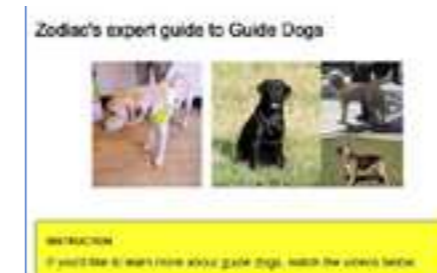 Zodiac's expert guide to Guide Dogs
INSTRUCTION
If you'd like to learn more about guide dogs, watch the videos below.